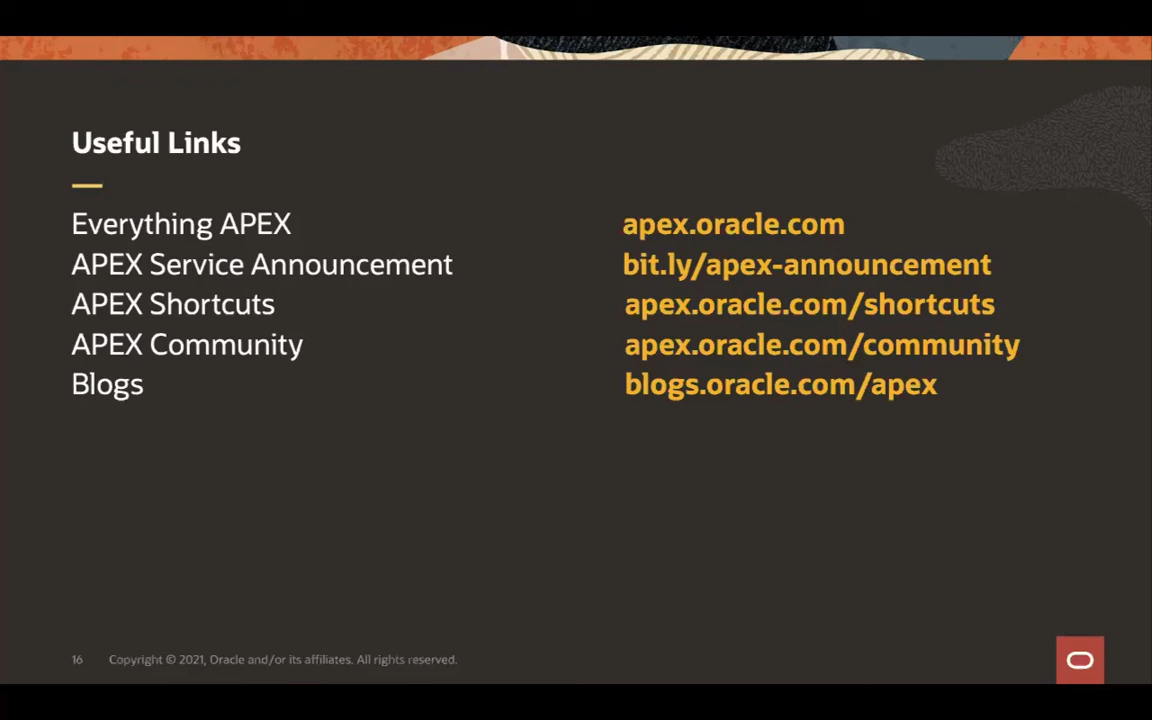 Useful Links
Everything APEX apex.oracle.com
APEX Service Announcement bit.ly/apex-announcement
APEX Shortcuts apex.oracle.com/shortcuts
APEX Community apex.oracle.com/community
Blogs blogs.oracle.com/apex
16 Copyright © 2021, Oracle and/or its affiliates. All rights reserved.